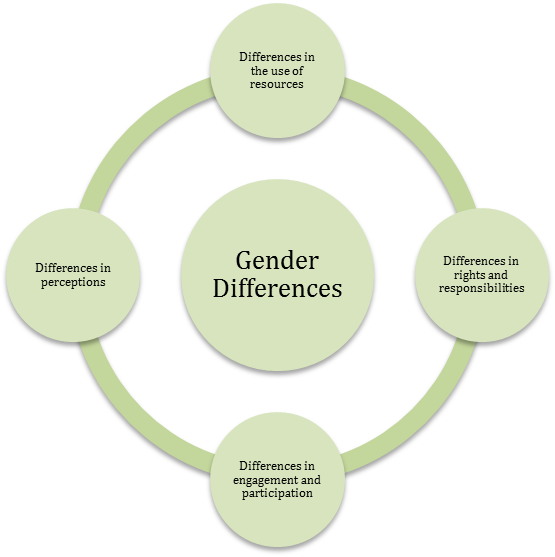 Differences in
the use of
resources
Differences in
perceptions
Gender
Differences
Differences in
rights and
responsibilities
Differences in
engagement and
participation